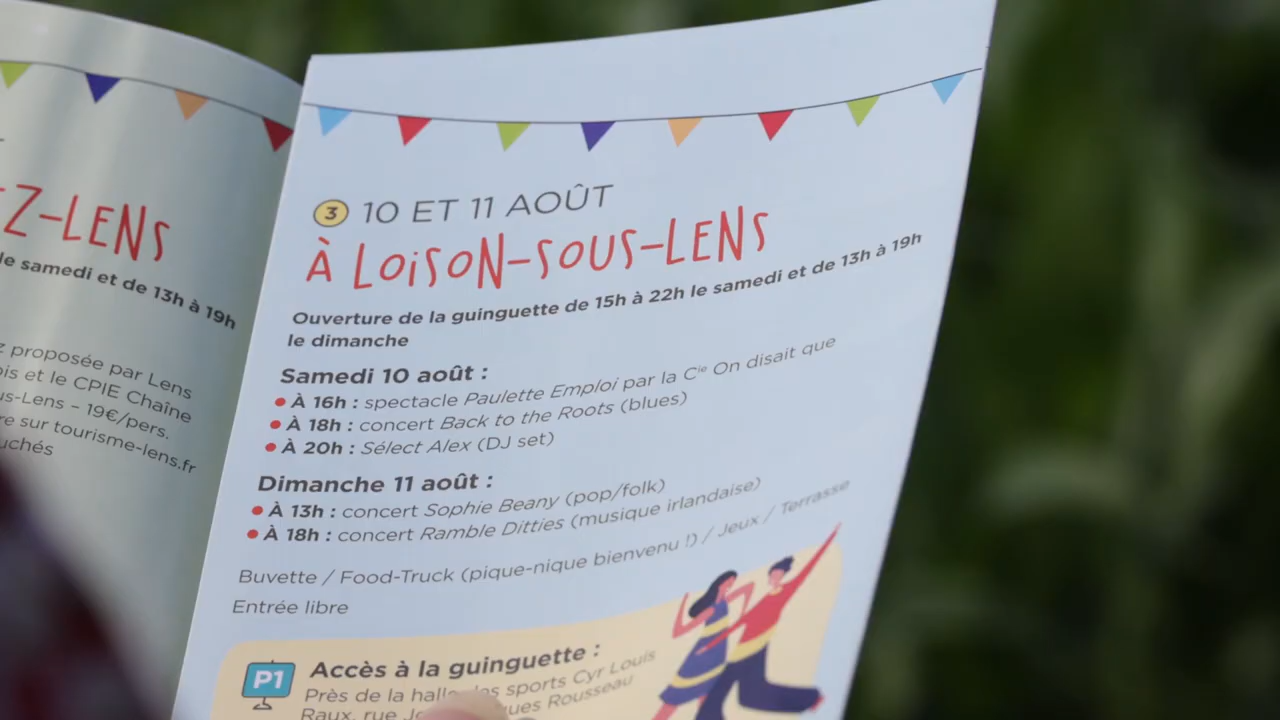 Z-LENS
le samedi et de 13h à 19h
proposée par Lens
et le CPIE Chaîne
s-Lens – 19€/pers.
sur tourisme-lens.fr
3 10 ET 11 AOÛT
À LOiSON-SOUS-LENS
Ouverture de la guinguette de 15h à 22h le samedi et de 13h à 19h
le dimanche
Samedi 10 août :
• À 16h : spectacle Paulette Emploi par la Cie On disait que
• À 18h : concert Back to the Roots (blues)
• À 20h : Sélect Alex (DJ set)
Dimanche 11 août :
• À 13h : concert Sophie Beany (pop/folk)
• À 18h : concert Ramble Ditties (musique irlandaise)
Buvette / Food-Truck (pique-nique bienvenu !) / Jeux / Terrasse
Entrée libre
P1 Accès à la guinguette :
Près de la halle des sports Cyr Louis
Raux, rue Rousseau